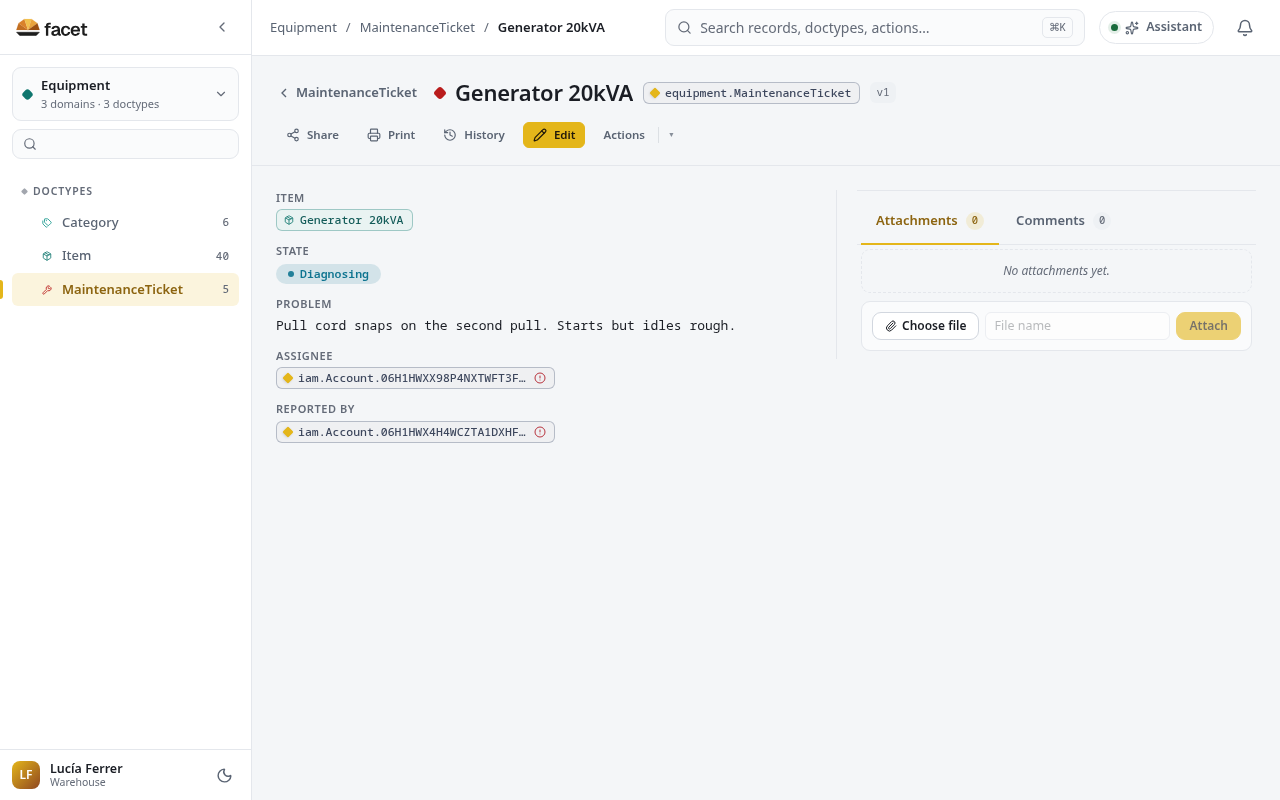 facet
Equipment
3 domains · 3 doctypes
DOCTYPES
Category 6
Item 40
MaintenanceTicket 5
LF
Lucía Ferrer
Warehouse
Equipment / MaintenanceTicket / Generator 20kVA
Search records, doctypes, actions... ⌘K
Assistant
MaintenanceTicket
Generator 20kVA
equipment.MaintenanceTicket
v1
Share Print History Edit Actions
ITEM
Generator 20kVA
STATE
Diagnosing
PROBLEM
Pull cord snaps on the second pull. Starts but idles rough.
ASSIGNEE
iam.Account.06H1HWXX98P4NXTWFT3F…
REPORTED BY
iam.Account.06H1HWX4H4WCZTA1DXHF…
Attachments 0 Comments 0
No attachments yet.
Choose file File name Attach